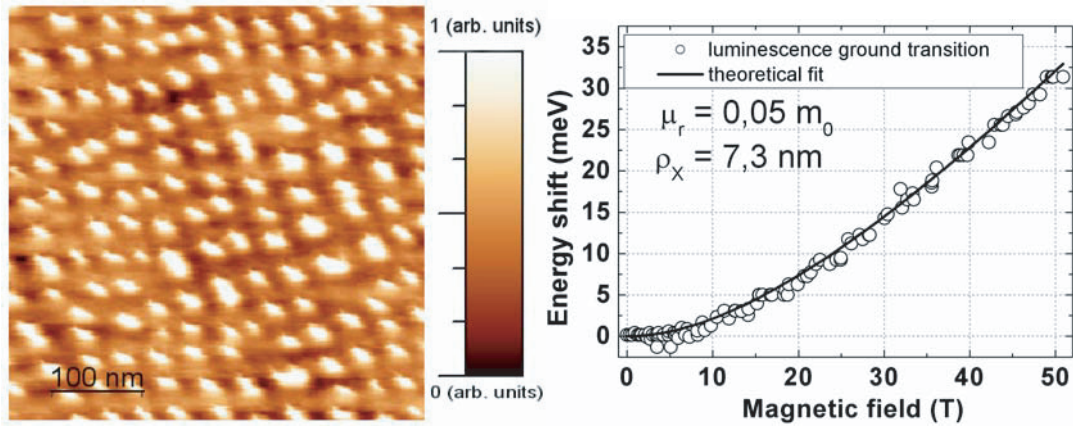 100 nm
1 (arb. units)
0 (arb. units)
luminescence ground transition
theoretical fit
μr = 0,05 m0
ρX = 7,3 nm
Energy shift (meV)
35
30
25
20
15
10
5
0
0 10 20 30 40 50
Magnetic field (T)